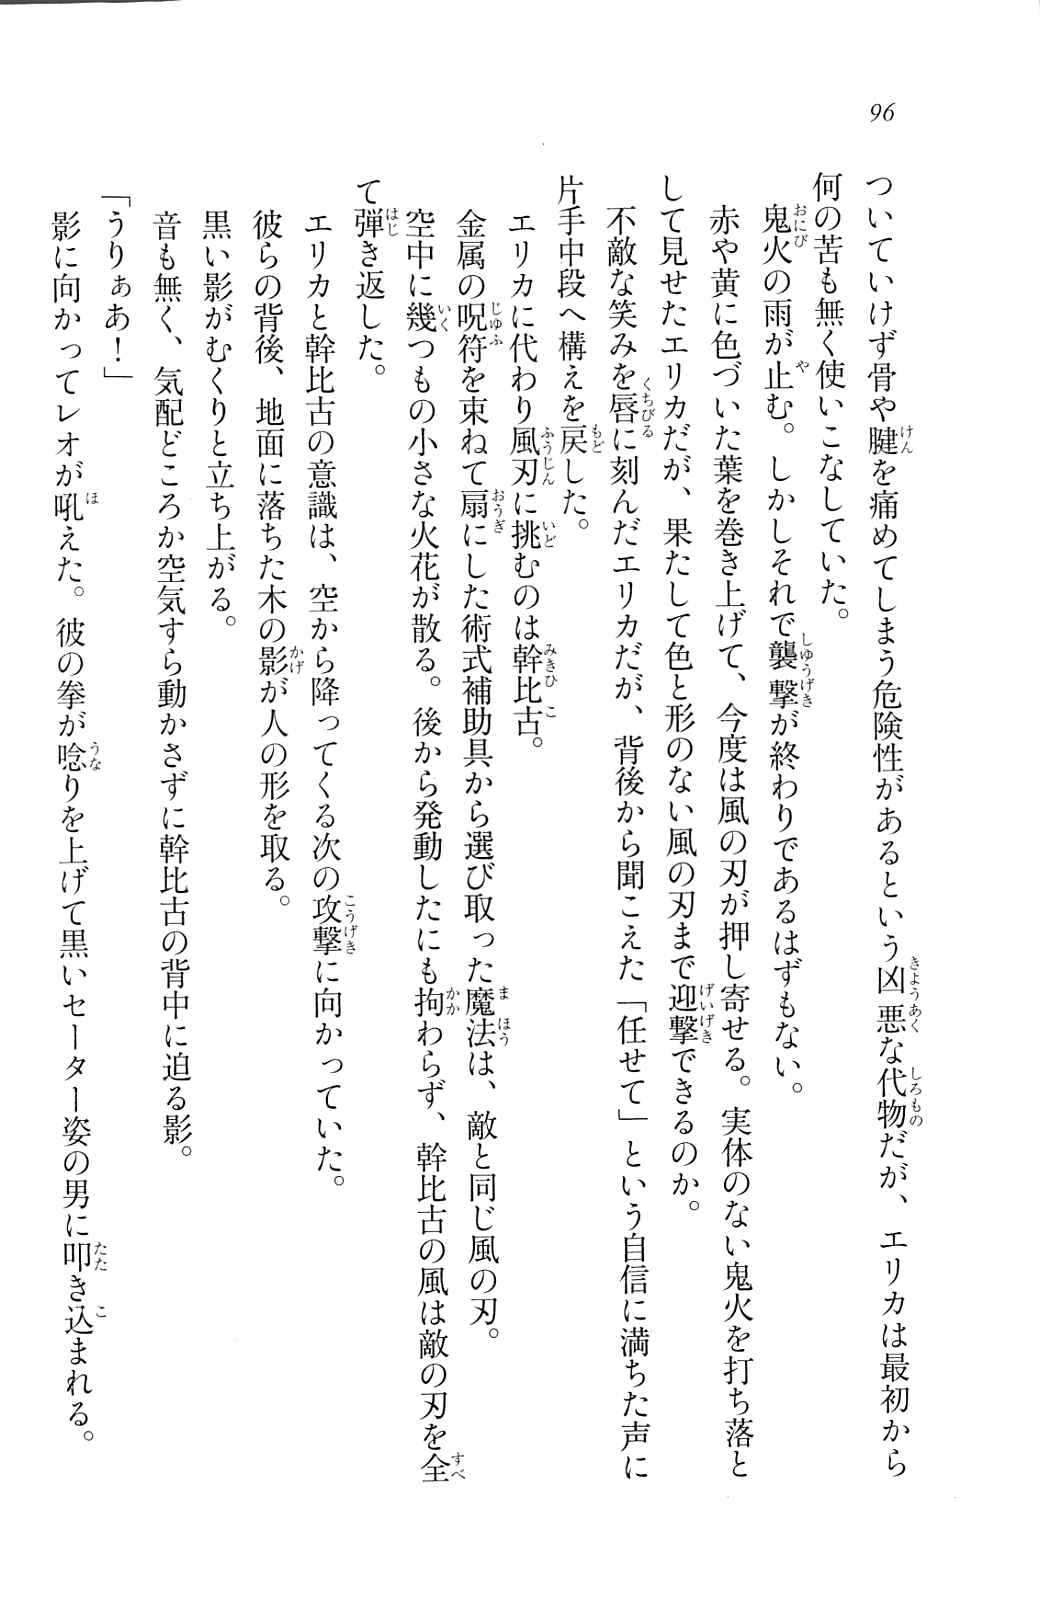 96
ついていけず骨や腱を痛めてしまう危険性があるという凶悪な代物だが、エリカは最初から
何の苦も無く使いこなしていた。
鬼火の雨が止む。しかしそれで襲撃が終わりであるはずもない。
赤や黄に色づいた葉を巻き上げて、今度は風の刃が押し寄せる。実体のない鬼火を打ち落と
して見せたエリカだが、果たして色と形のない風の刃まで迎撃できるのか。
不敵な笑みを唇に刻んだエリカだが、背後から聞こえた「任せて」という自信に満ちた声に
片手中段へ構えを戻した。
エリカに代わり風刃に挑むのは幹比古。
金属の呪符を束ねて扇にした術式補助具から選び取った魔法は、敵と同じ風の刃。
空中に幾つもの小さな火花が散る。後から発動したにも拘わらず、幹比古の風は敵の刃を全
て弾き返した。
エリカと幹比古の意識は、空から降ってくる次の攻撃に向かっていた。
彼らの背後、地面に落ちた木の影が人の形を取る。
黒い影がむくりと立ち上がる。
音も無く、気配どころか空気すら動かさずに幹比古の背中に迫る影。
「うりぁあ！」
影に向かってレオが吼えた。彼の拳が唸りを上げて黒いセーター姿の男に叩き込まれる。